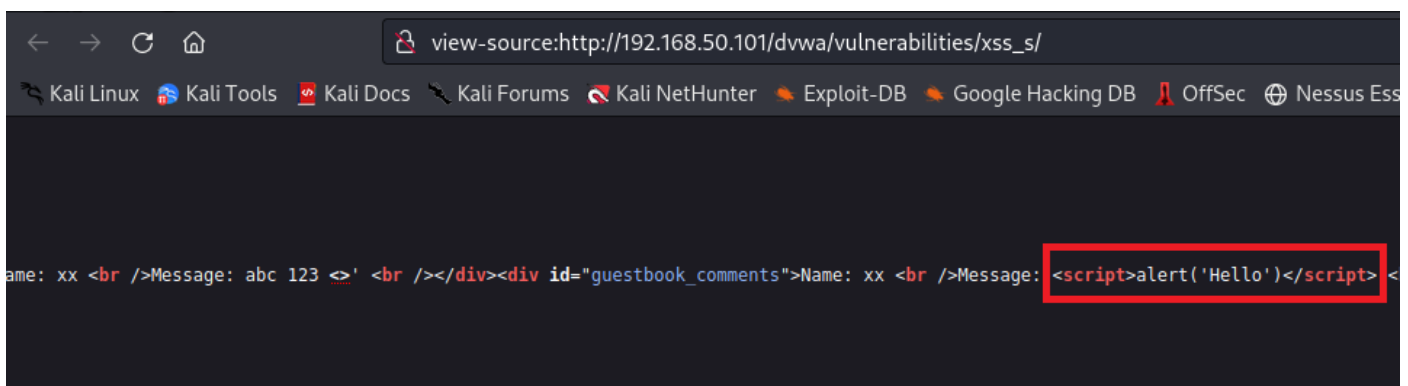 view-source:http://192.168.50.101/dvwa/vulnerabilities/xss_s/
Kali Linux Kali Tools Kali Docs Kali Forums Kali NetHunter Exploit-DB Google Hacking DB OffSec Nessus Ess
ame: xx <br />Message: abc 123 <>' <br /></div><div id="guestbook_comments">Name: xx <br />Message: <script>alert('Hello')</script> <